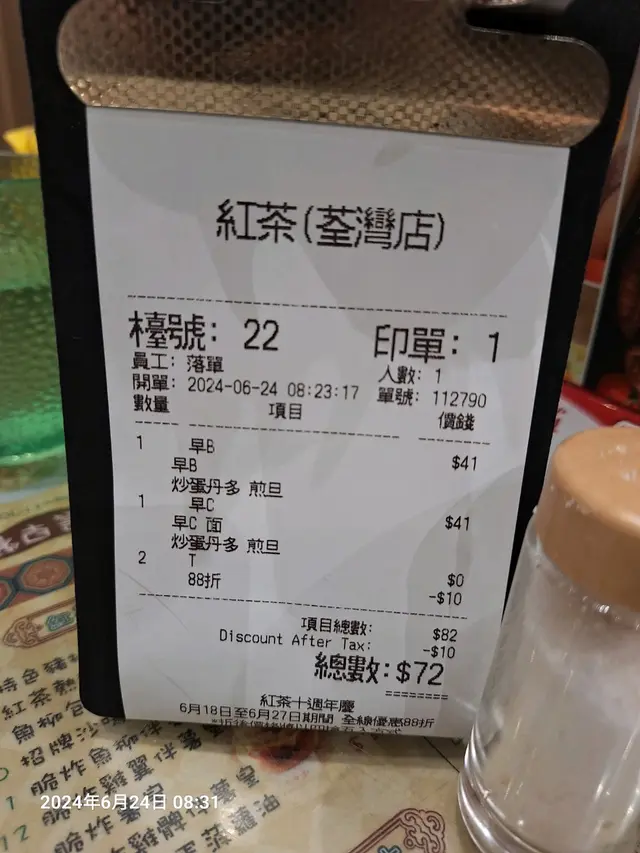 紅茶(荃灣店)
檯號: 22 印單: 1
員工: 落單 人數: 1
開單: 2024-06-24 08:23:17 單號: 112790
數量 項目 價錢
1 早B $41
早B
炒蛋丹多 煎旦
1 早C $41
早C 面
炒蛋丹多 煎旦
2 T $0
88折 -$10
項目總數: $82
Discount After Tax: -$10
總數: $72
紅茶十週年慶
6月18日至6月27日期間 全線優惠88折
2024年6月24日 08:31